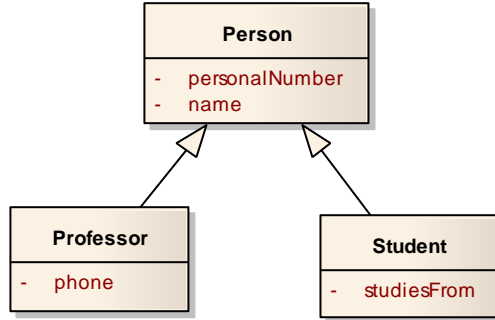 Person
- personalNumber
- name
Professor
- phone
Student
- studiesFrom